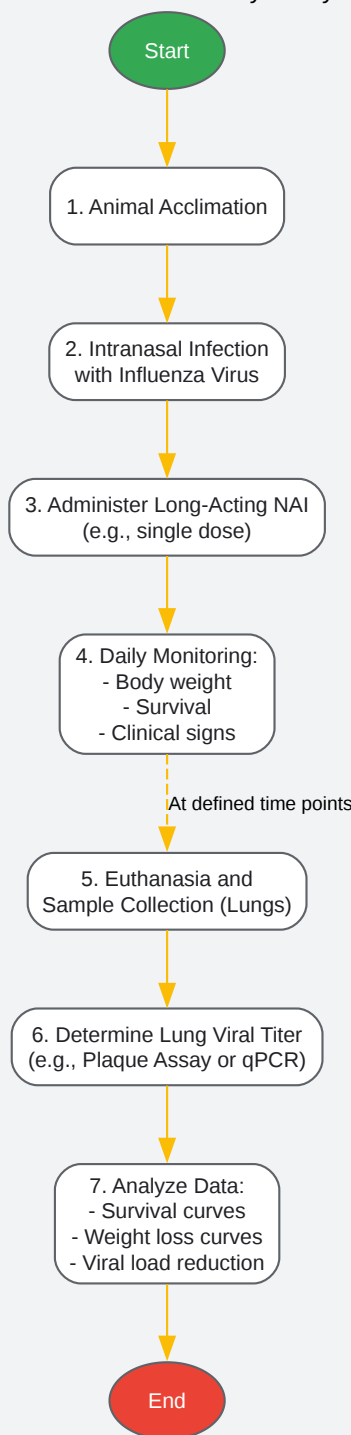 Start
1. Animal Acclimation
2. Intranasal Infection
with Influenza Virus
3. Administer Long-Acting NAI
(e.g., single dose)
4. Daily Monitoring:
- Body weight
- Survival
- Clinical signs
At defined time points
5. Euthanasia and
Sample Collection (Lungs)
6. Determine Lung Viral Titer
(e.g., Plaque Assay or qPCR)
7. Analyze Data:
- Survival curves
- Weight loss curves
- Viral load reduction
End